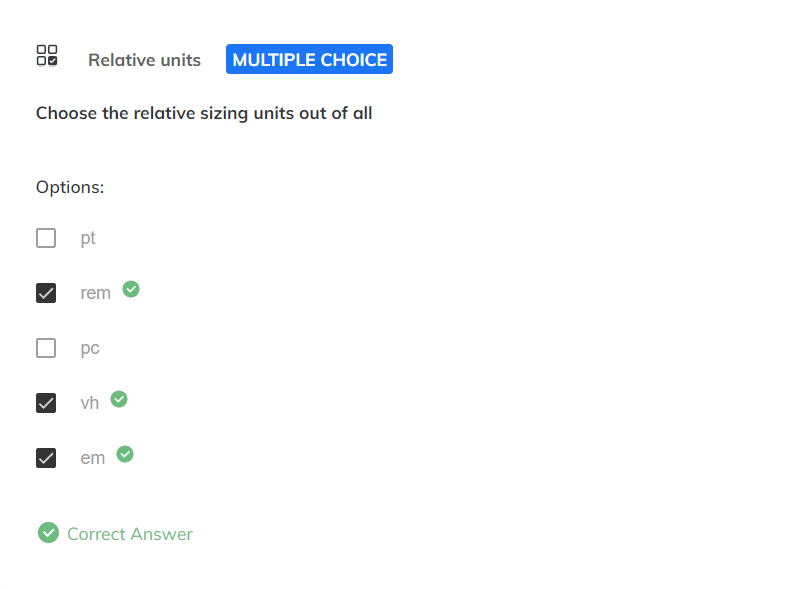 Relative units MULTIPLE CHOICE
Choose the relative sizing units out of all
Options:
pt
rem
pc
vh
em
Correct Answer